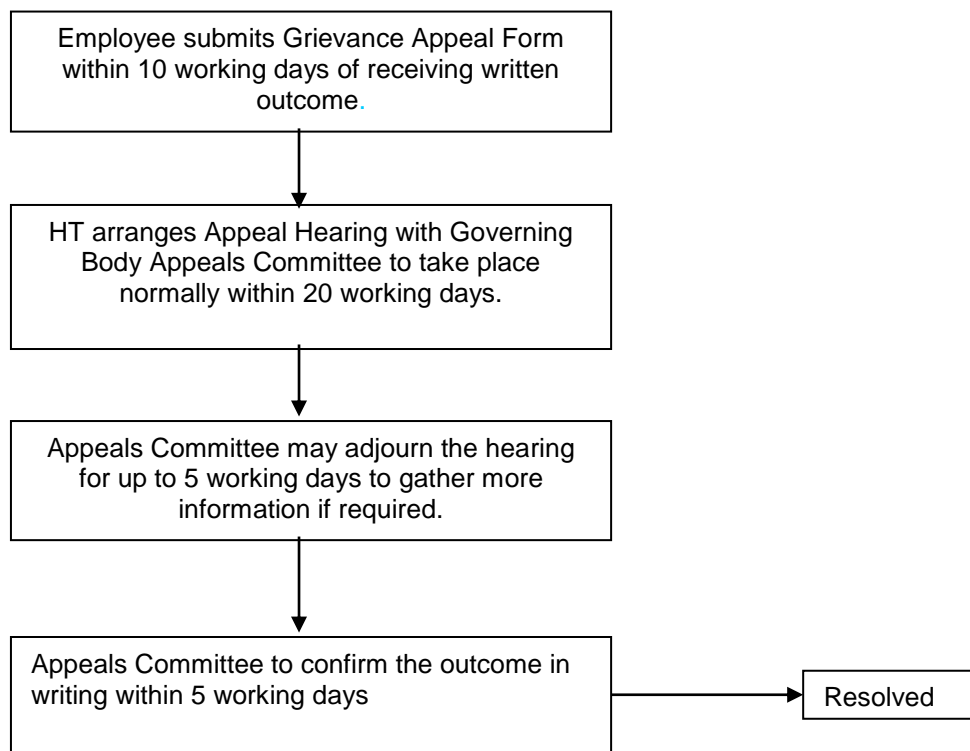 Employee submits Grievance Appeal Form
within 10 working days of receiving written
outcome.
HT arranges Appeal Hearing with Governing
Body Appeals Committee to take place
normally within 20 working days.
Appeals Committee may adjourn the hearing
for up to 5 working days to gather more
information if required.
Appeals Committee to confirm the outcome in
writing within 5 working days
Resolved